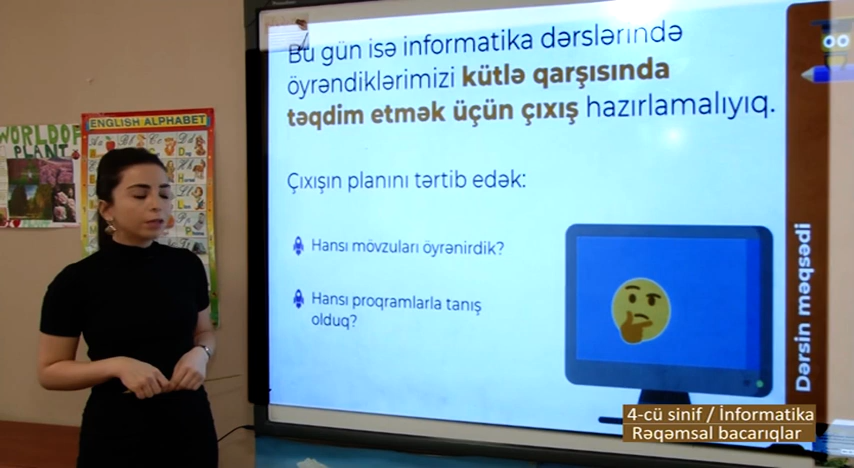 WORLD OF
PLANT
ENGLISH ALPHABET
Bu gün isə informatika dərslərində
öyrəndiklərimizi kütlə qarşısında
təqdim etmək üçün çıxış hazırlamalıyıq.
Çıxışın planını tərtib edək:
Hansı mövzuları öyrənirdik?
Hansı proqramlarla tanış
olduq?
Dərsin məqsədi
4-cü sinif / İnformatika
Rəqəmsal bacarıqlar